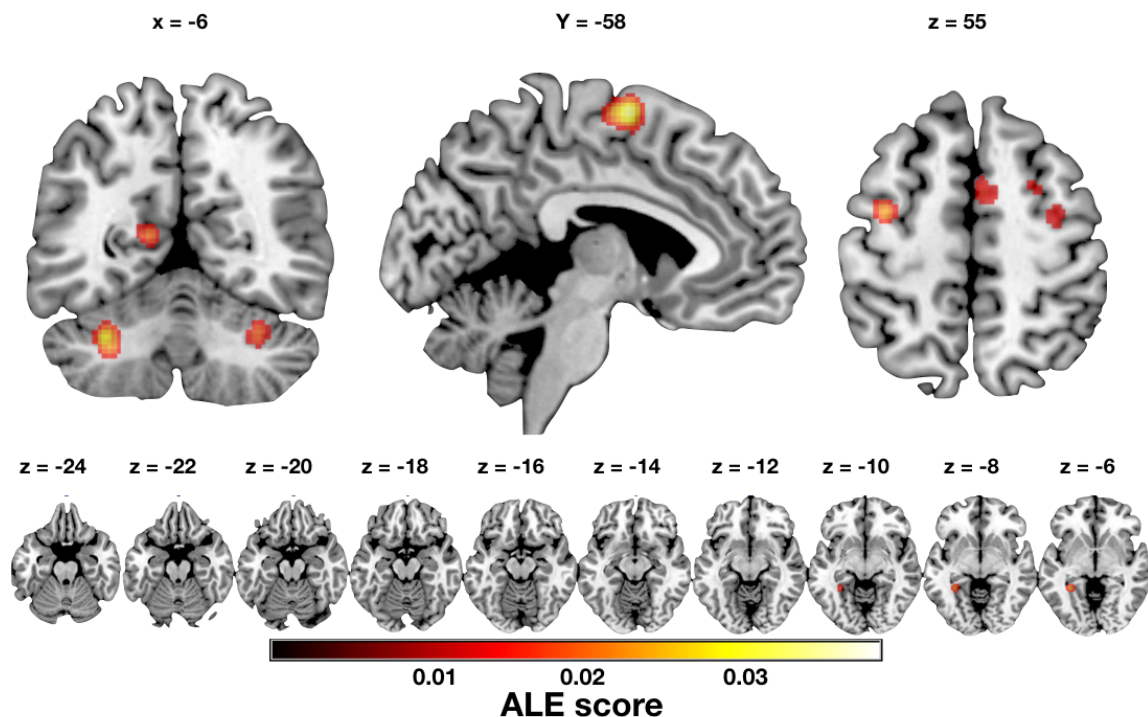 x = -6 Y = -58 z = 55
z = -24 z = -22 z = -20 z = -18 z = -16 z = -14 z = -12 z = -10 z = -8 z = -6
0.01 0.02 0.03
ALE score